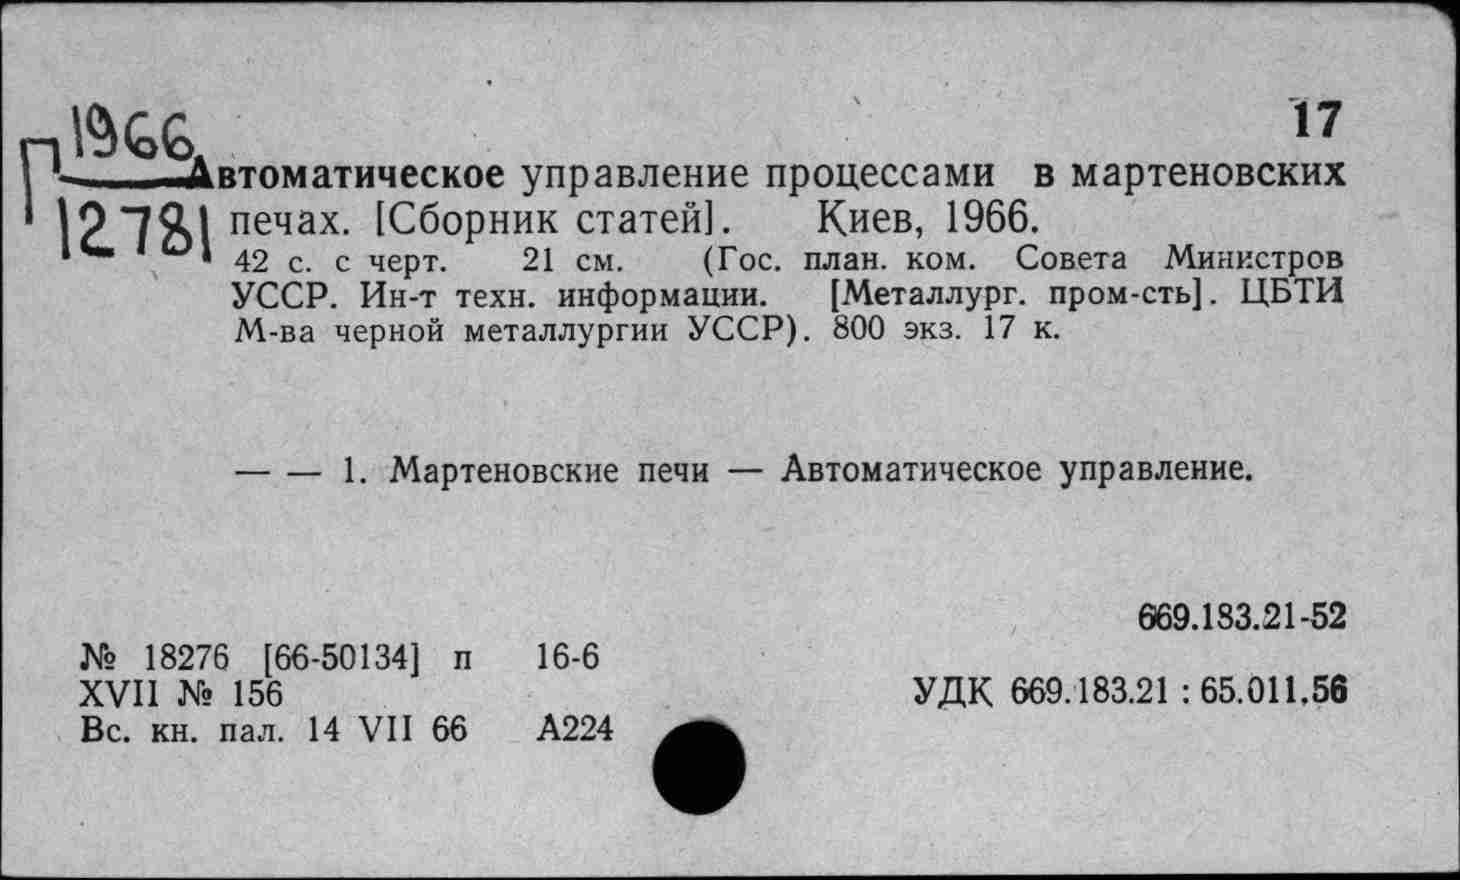 17
П 1966
12781
Автоматическое управление процессами в мартеновских
печах. [Сборник статей]. Киев, 1966.
42 с. с черт. 21 см. (Гос. план. ком. Совета Министров
УССР. Ин-т техн. информации. [Металлург. пром-сть]. ЦБТИ
М-ва черной металлургии УССР). 800 экз. 17 к.
— — 1. Мартеновские печи — Автоматическое управление.
669.183.21-52
№ 18276 [66-50134] п 16-6
XVII № 156
УДК 669.183.21 : 65.011.56
Вс. кн. пал. 14 VII 66 А224